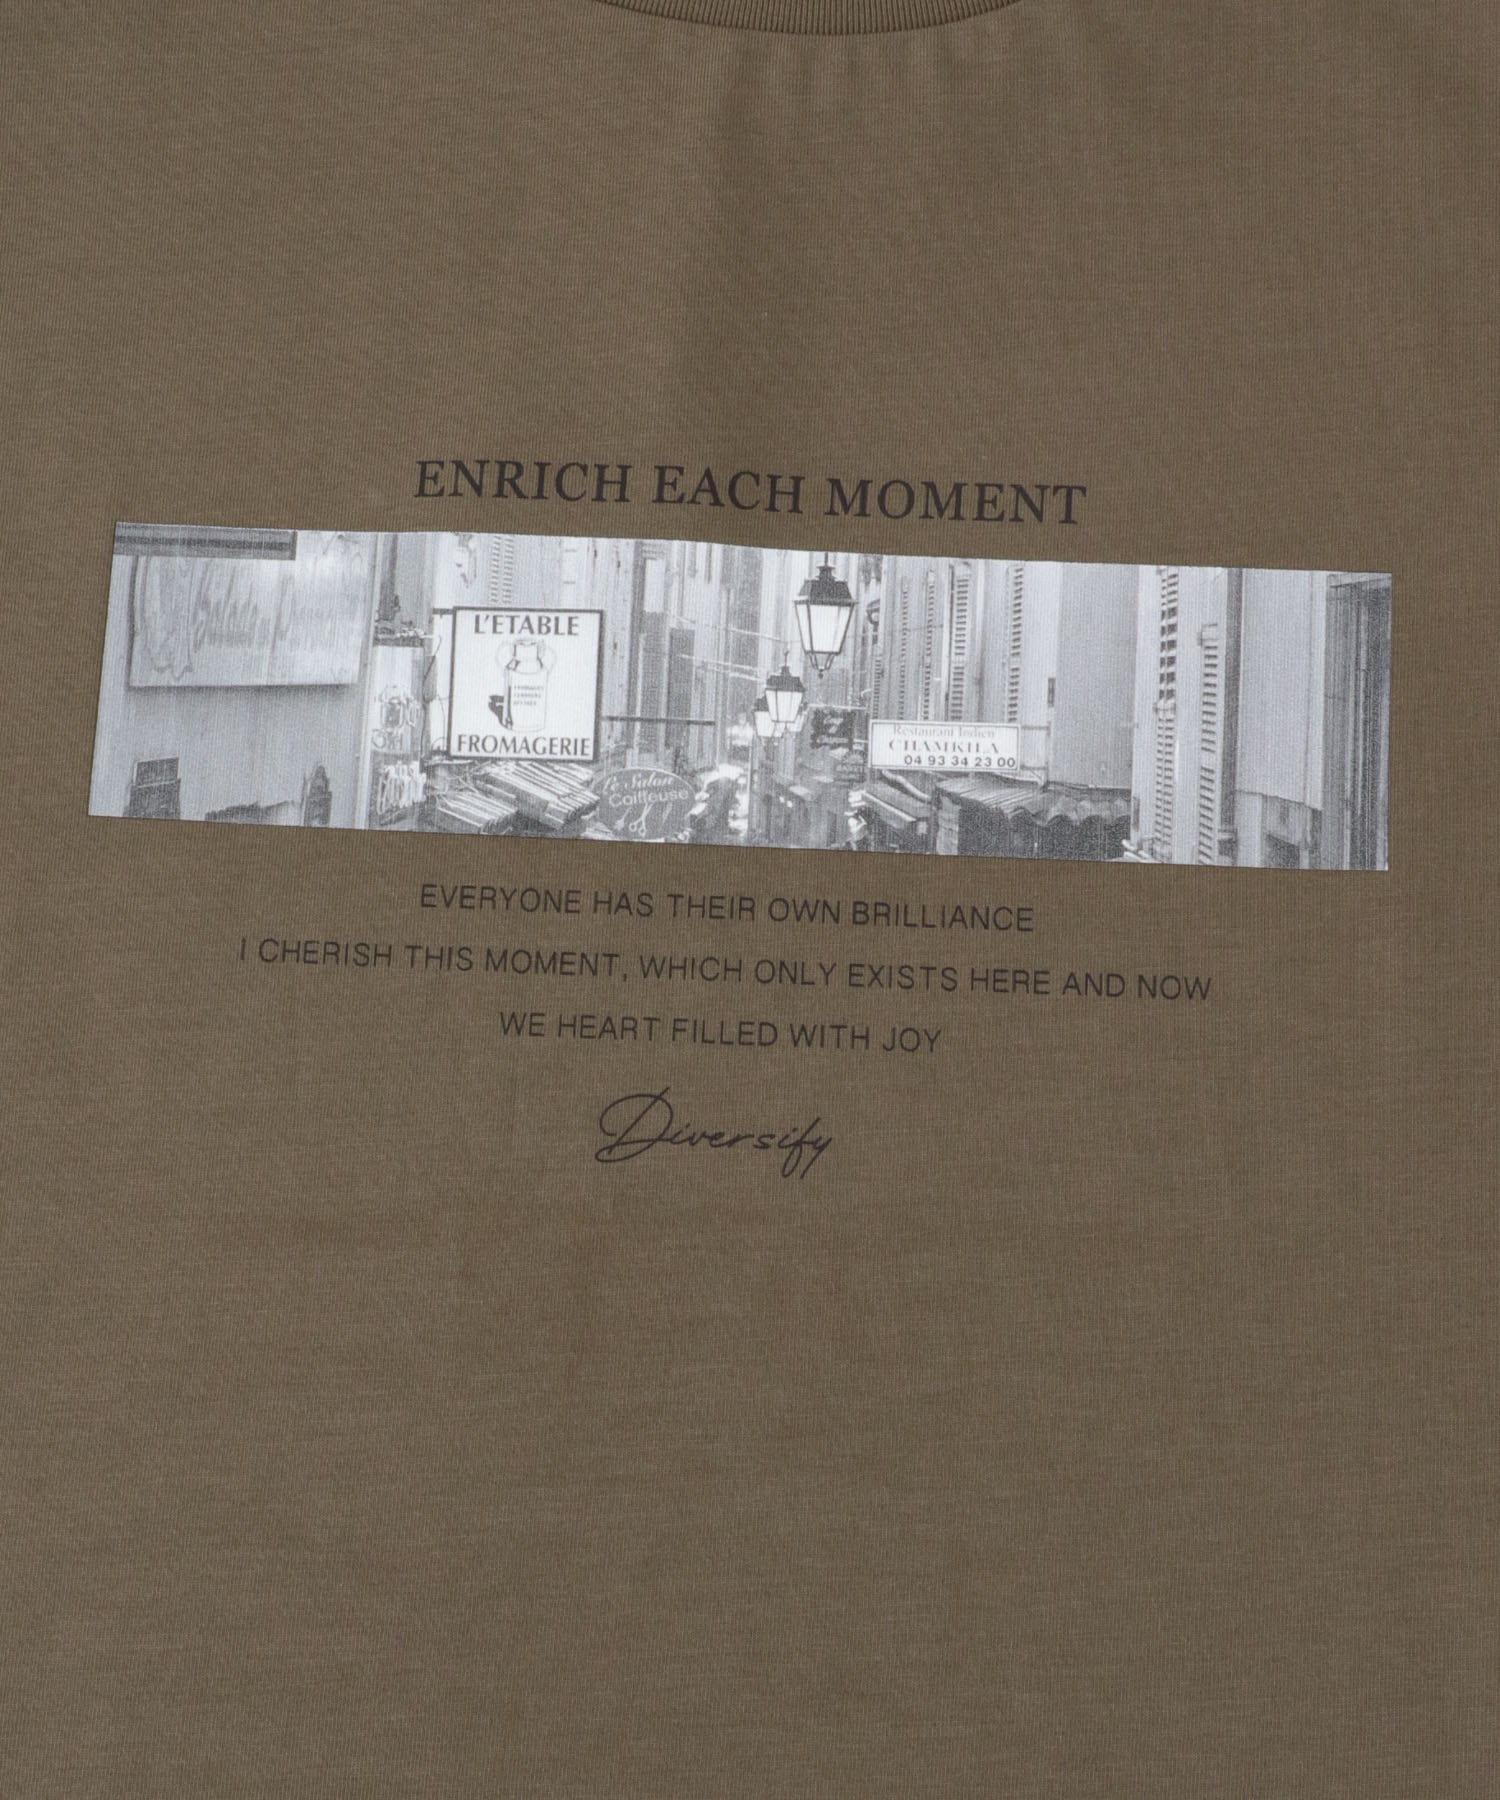 ENRICH EACH MOMENT
L'ETABLE
FROMAGERIE
Restaurant Indien
CHAMKILA
04 93 34 23 00
Le Salon
Coiffeuse
EVERYONE HAS THEIR OWN BRILLIANCE
I CHERISH THIS MOMENT, WHICH ONLY EXISTS HERE AND NOW
WE HEART FILLED WITH JOY
Diversify